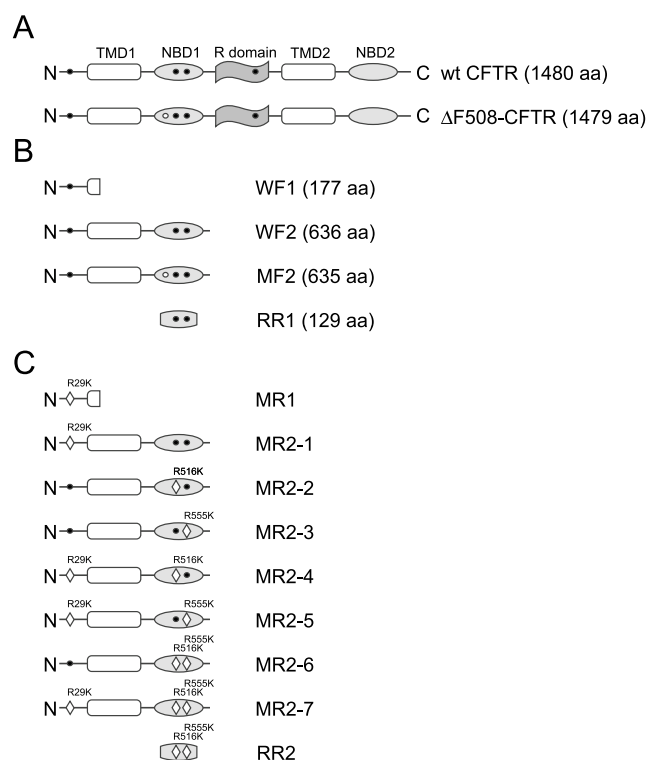 A
TMD1 NBD1 R domain TMD2 NBD2
N C wt CFTR (1480 aa)
N C ΔF508-CFTR (1479 aa)
B
N WF1 (177 aa)
N WF2 (636 aa)
N MF2 (635 aa)
RR1 (129 aa)
C
R29K
N MR1
R29K
N MR2-1
R516K
N MR2-2
R555K
N MR2-3
R29K R516K
N MR2-4
R29K R555K
N MR2-5
R555K
R516K
N MR2-6
R555K
R29K R516K
N MR2-7
R555K
R516K
RR2